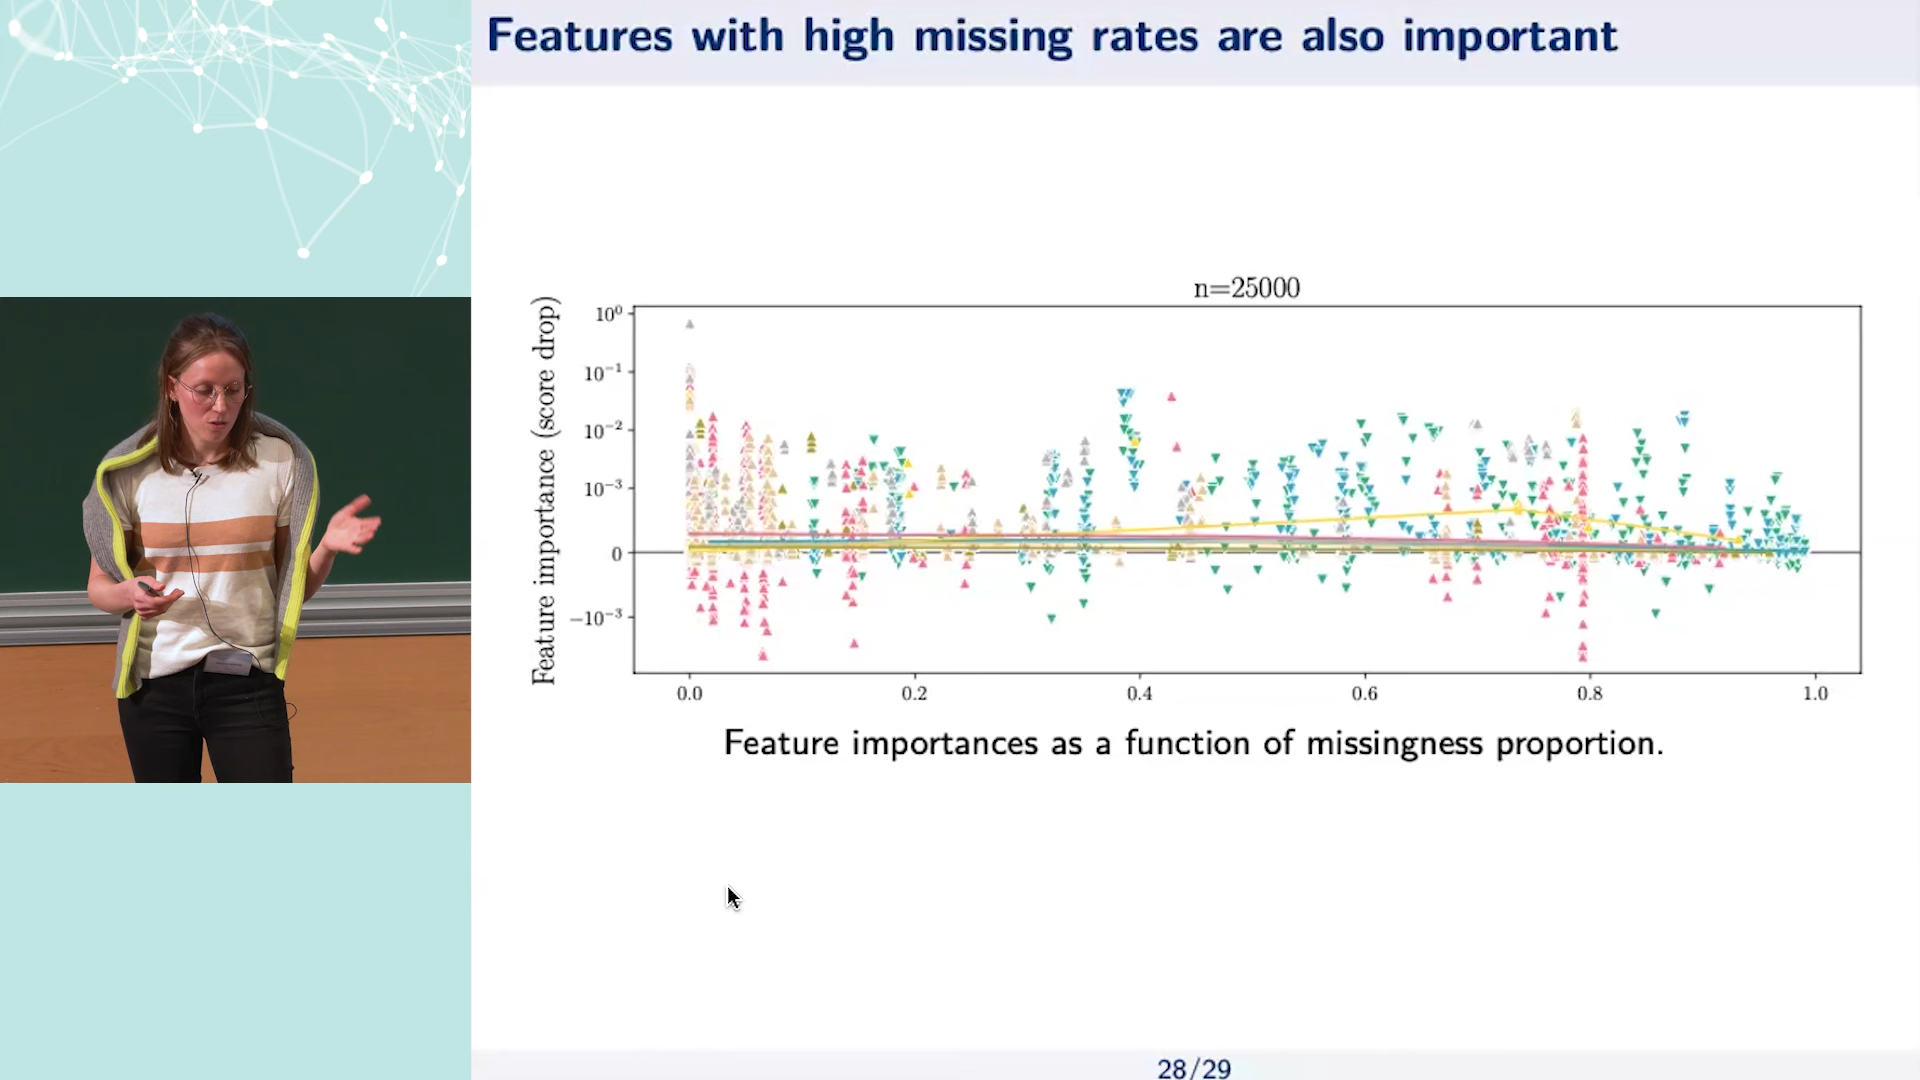 Features with high missing rates are also important
n=25000
Feature importance (score drop)
10⁰
10⁻¹
10⁻²
10⁻³
0
−10⁻³
0.0 0.2 0.4 0.6 0.8 1.0
Feature importances as a function of missingness proportion.
28/29